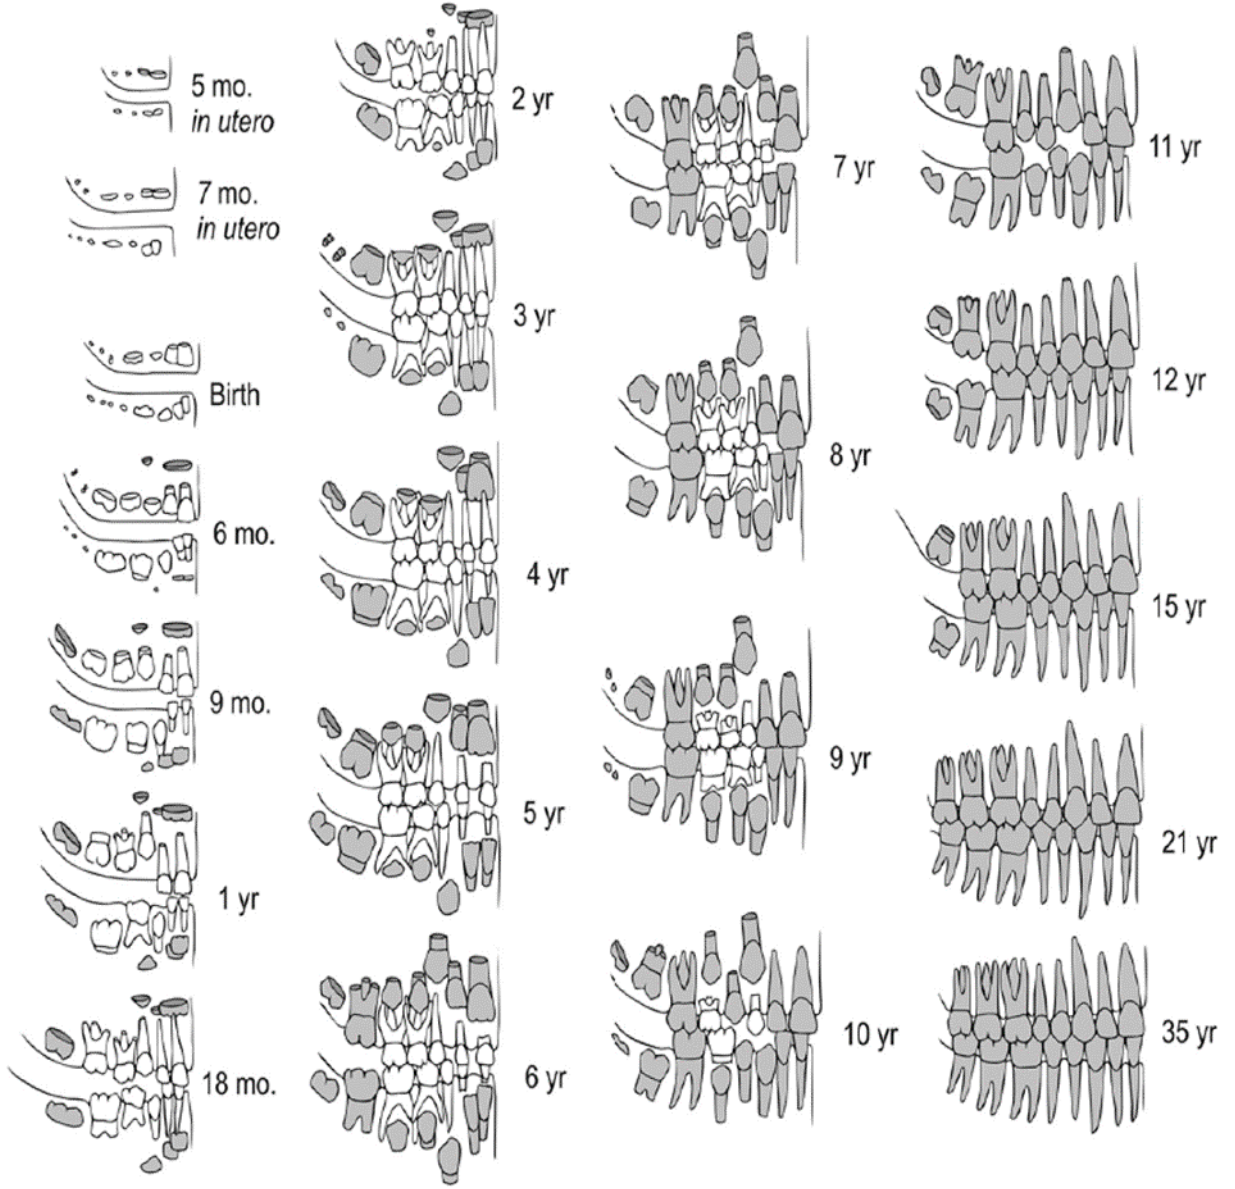 5 mo.
in utero
7 mo.
in utero
Birth
6 mo.
9 mo.
1 yr
18 mo.
2 yr
3 yr
4 yr
5 yr
6 yr
7 yr
8 yr
9 yr
10 yr
11 yr
12 yr
15 yr
21 yr
35 yr